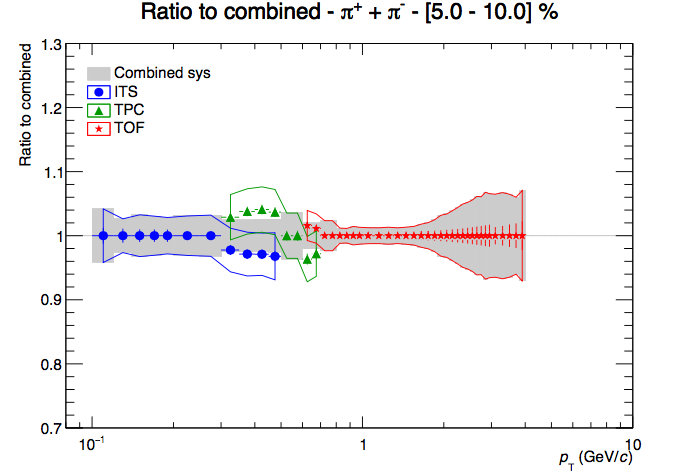 Ratio to combined - π⁺ + π⁻ - [5.0 - 10.0] %
Ratio to combined
1.3
1.2
1.1
1
0.9
0.8
0.7
Combined sys
ITS
TPC
TOF
10⁻¹
1
10
p_T (GeV/c)